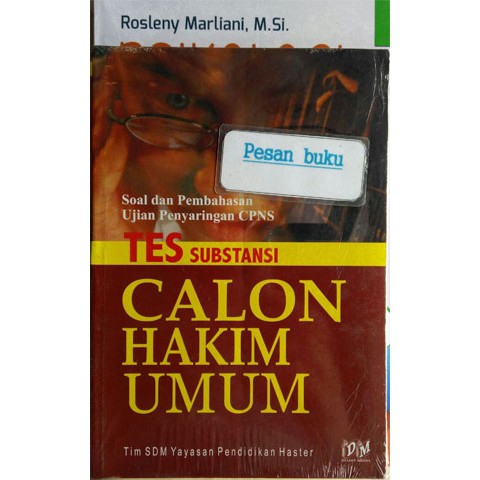 Rosleny Marliani, M.Si.
Pesan buku
Soal dan Pembahasan
Ujian Penyaringan CPNS
TES SUBSTANSI
CALON
HAKIM
UMUM
Tim SDM Yayasan Pendidikan Haster